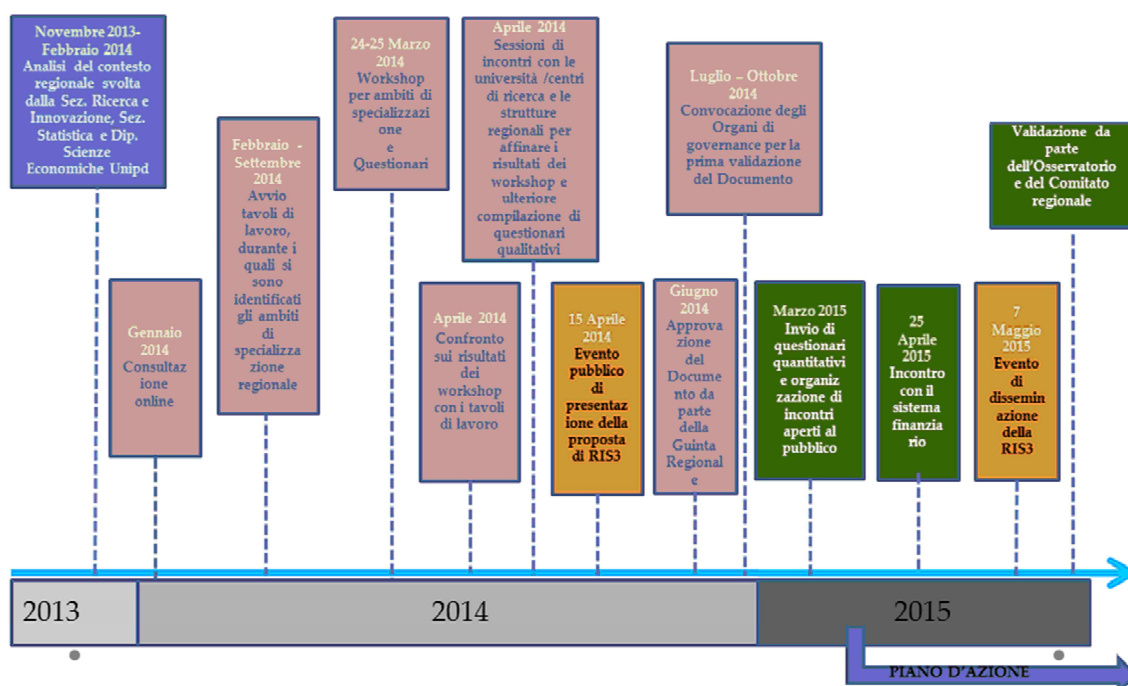 Novembre 2013-
Febbraio 2014
Analisi del contesto
regionale svolta
dalla Sez. Ricerca e
Innovazione, Sez.
Statistica e Dip.
Scienze
Economiche Unipd
Gennaio
2014
Consultaz
ione
online
Febbraio -
Settembre
2014
Avvio
tavoli di
lavoro,
durante i
quali si
sono
identificati
gli ambiti
di
specializza
zione
regionale
24-25 Marzo
2014
Workshop
per ambiti di
specializzazi
one e
Questionari
Aprile 2014
Confronto
sui risultati
dei
workshop
con i tavoli
di lavoro
Aprile 2014
Sessioni di
incontri con le
università /centri
di ricerca e le
strutture
regionali per
affinare i
risultati dei
workshop e
ulteriore
compilazione di
questionari
qualitativi
15 Aprile
2014
Evento
pubblico
di
presentaz
ione della
proposta
di RIS3
Giugno
2014
Approva
zione
del
Docume
nto da
parte
della
Guinta
Regional
e
Luglio – Ottobre
2014
Convocazione degli
Organi di
governance per la
prima validazione
del Documento
Marzo 2015
Invio di
questionari
quantitativi
e organiz
zazione di
incontri
aperti al
pubblico
25
Aprile
2015
Incontro
con il
sistema
finanzia
rio
7
Maggio
2015
Evento
di
dissemin
azione
della
RIS3
Validazione da
parte
dell'Osservatorio
e del Comitato
regionale
2013
2014
2015
PIANO D'AZIONE